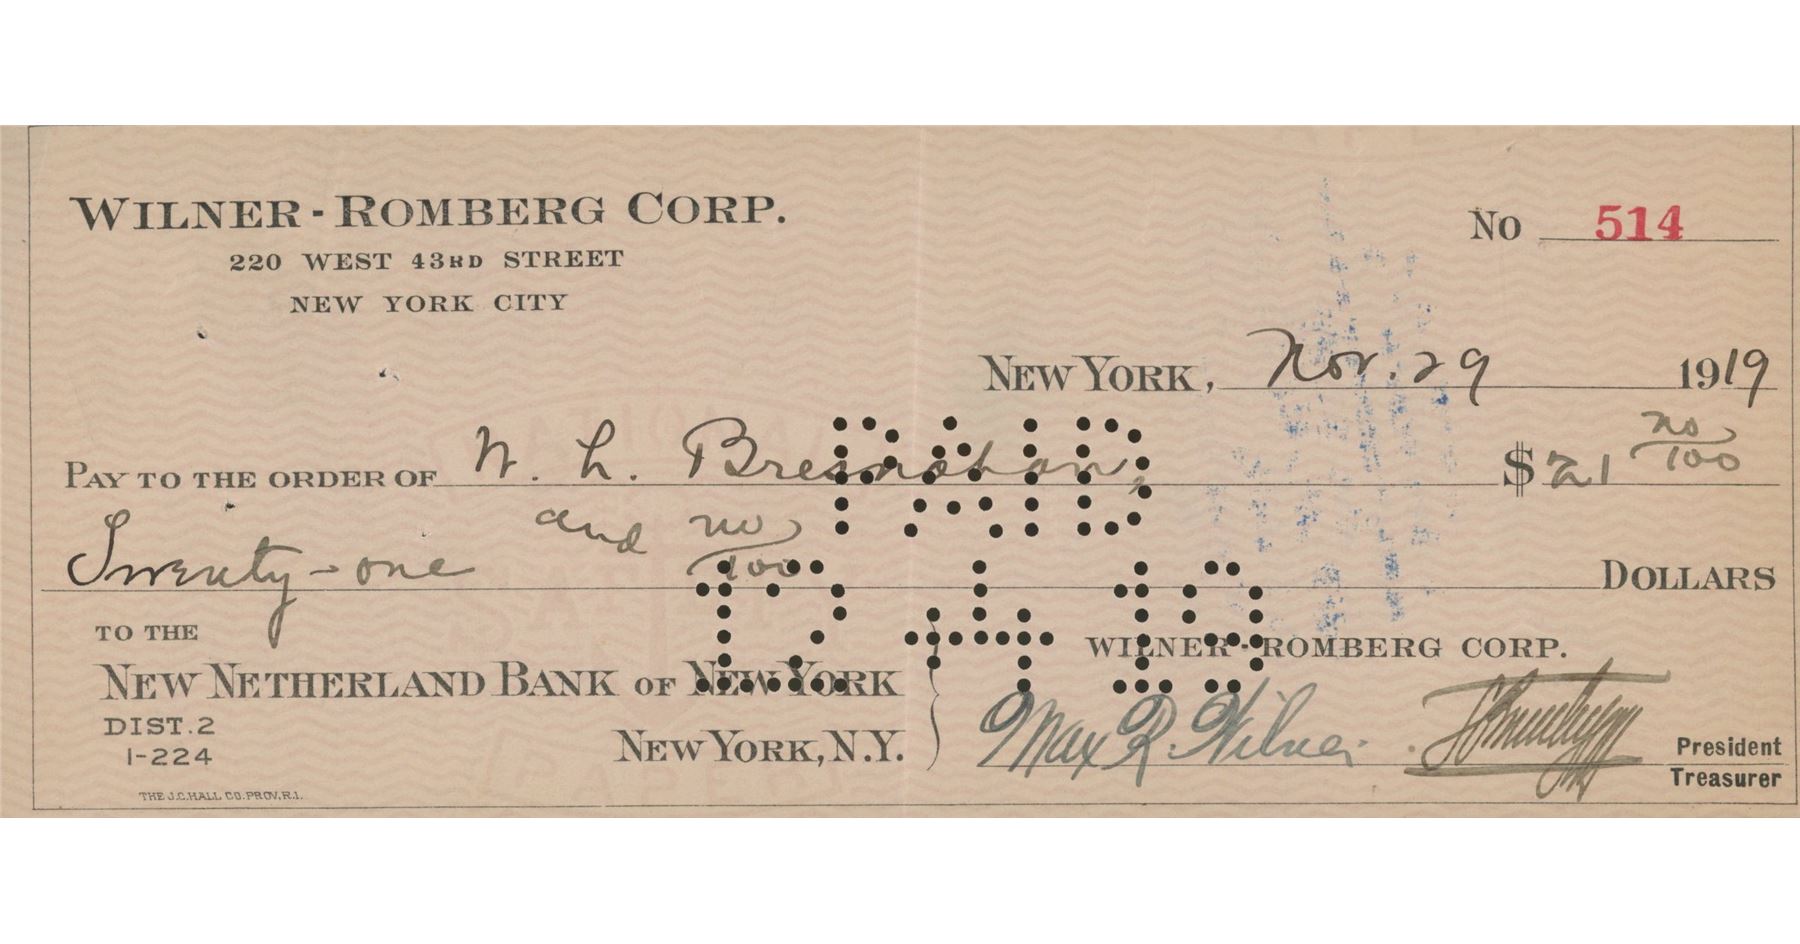 WILNER-ROMBERG CORP.
220 WEST 43RD STREET
NEW YORK CITY
No 514
NEW YORK, Nov. 29 1919
PAY TO THE ORDER OF W. L. Bresnahan, $21 no/100
Twenty-one and no/100 DOLLARS
PAID
12 4 19
TO THE
NEW NETHERLAND BANK OF NEW YORK
DIST. 2
1-224
NEW YORK, N.Y.
THE J.C. HALL CO. PROV, R.I.
WILNER-ROMBERG CORP.
Max R. Wilner
President
Treasurer